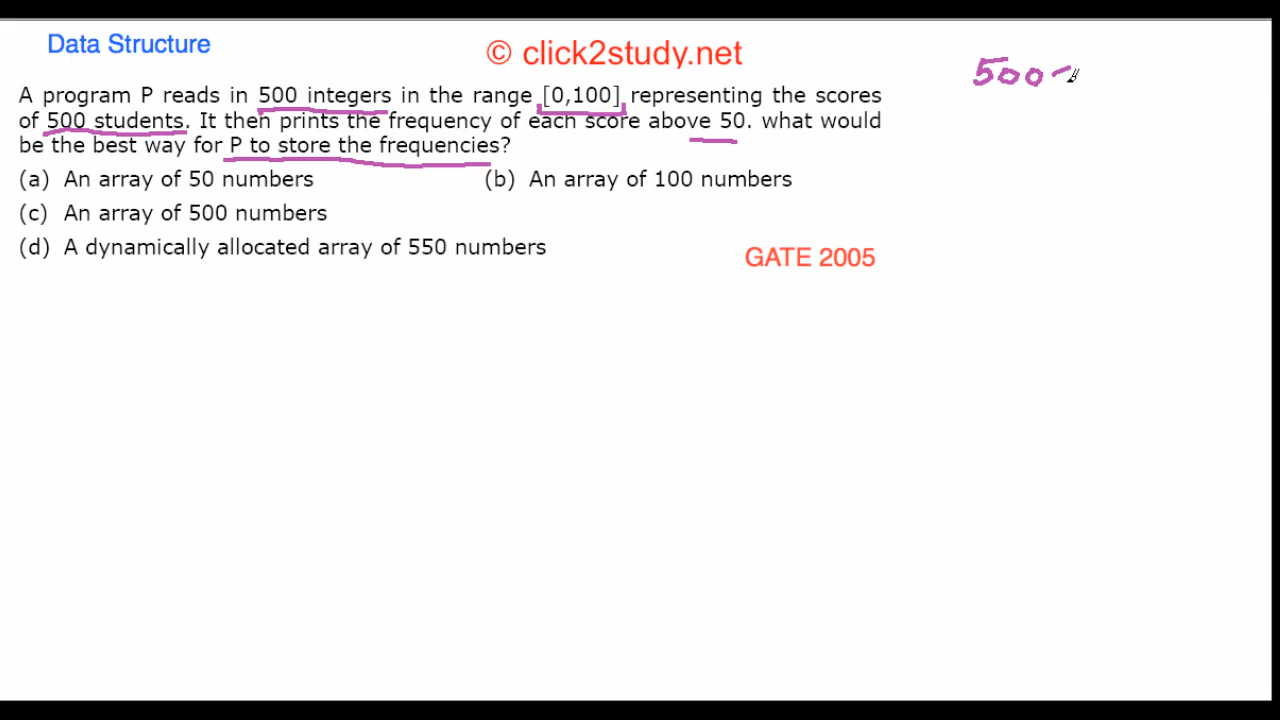 Data Structure
© click2study.net
500
A program P reads in 500 integers in the range [0,100] representing the scores
of 500 students. It then prints the frequency of each score above 50. what would
be the best way for P to store the frequencies?
(a) An array of 50 numbers (b) An array of 100 numbers
(c) An array of 500 numbers
(d) A dynamically allocated array of 550 numbers
GATE 2005